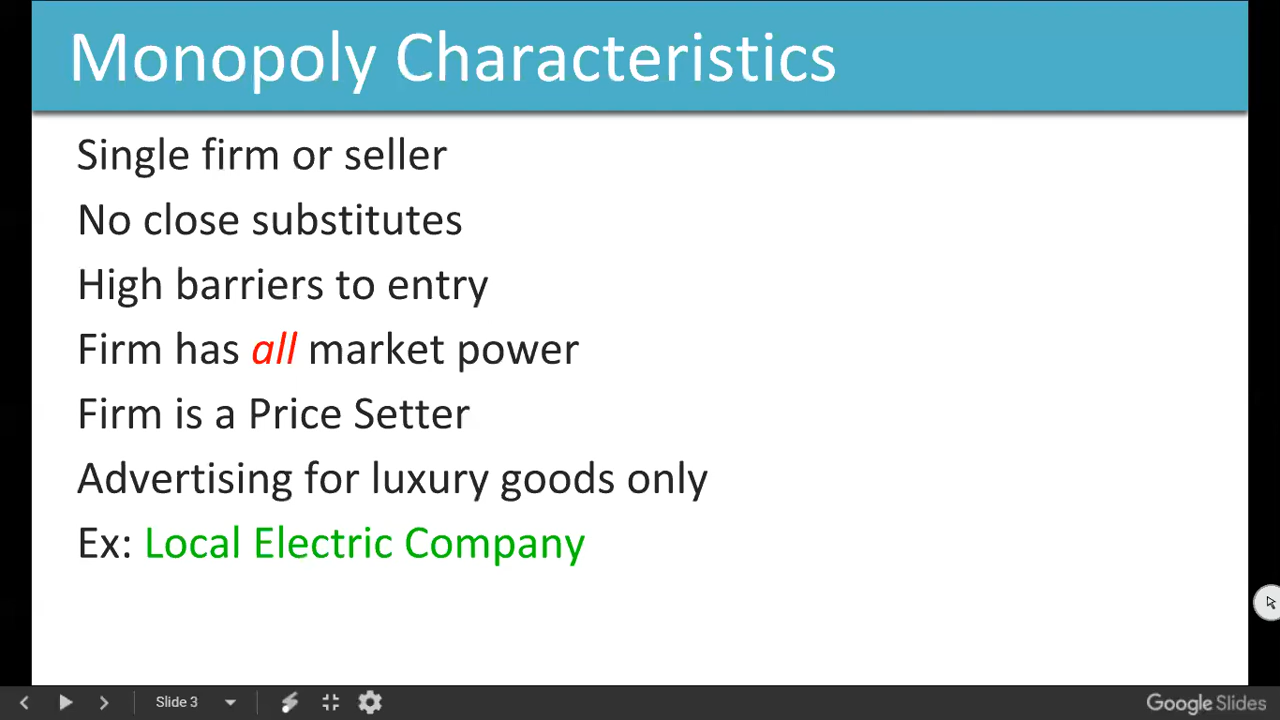 Monopoly Characteristics
Single firm or seller
No close substitutes
High barriers to entry
Firm has all market power
Firm is a Price Setter
Advertising for luxury goods only
Ex: Local Electric Company
Slide 3
Google Slides